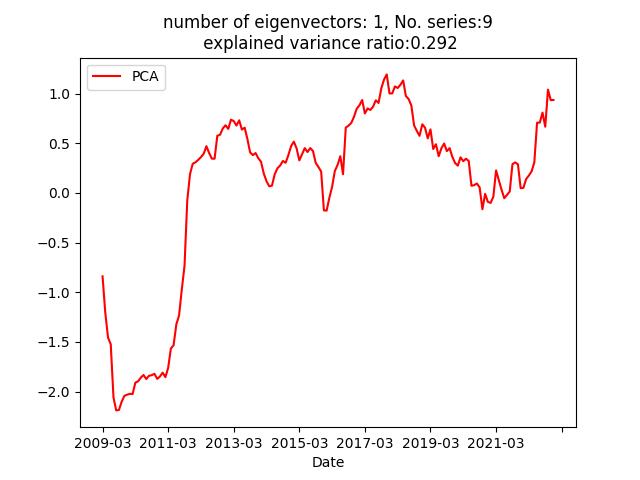 number of eigenvectors: 1, No. series:9
explained variance ratio:0.292
PCA
1.0
0.5
0.0
−0.5
−1.0
−1.5
−2.0
2009-03 2011-03 2013-03 2015-03 2017-03 2019-03 2021-03
Date